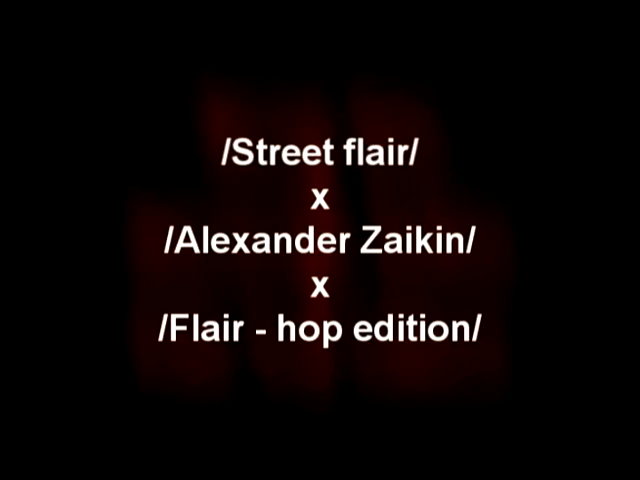 /Street flair/
x
/Alexander Zaikin/
x
/Flair - hop edition/